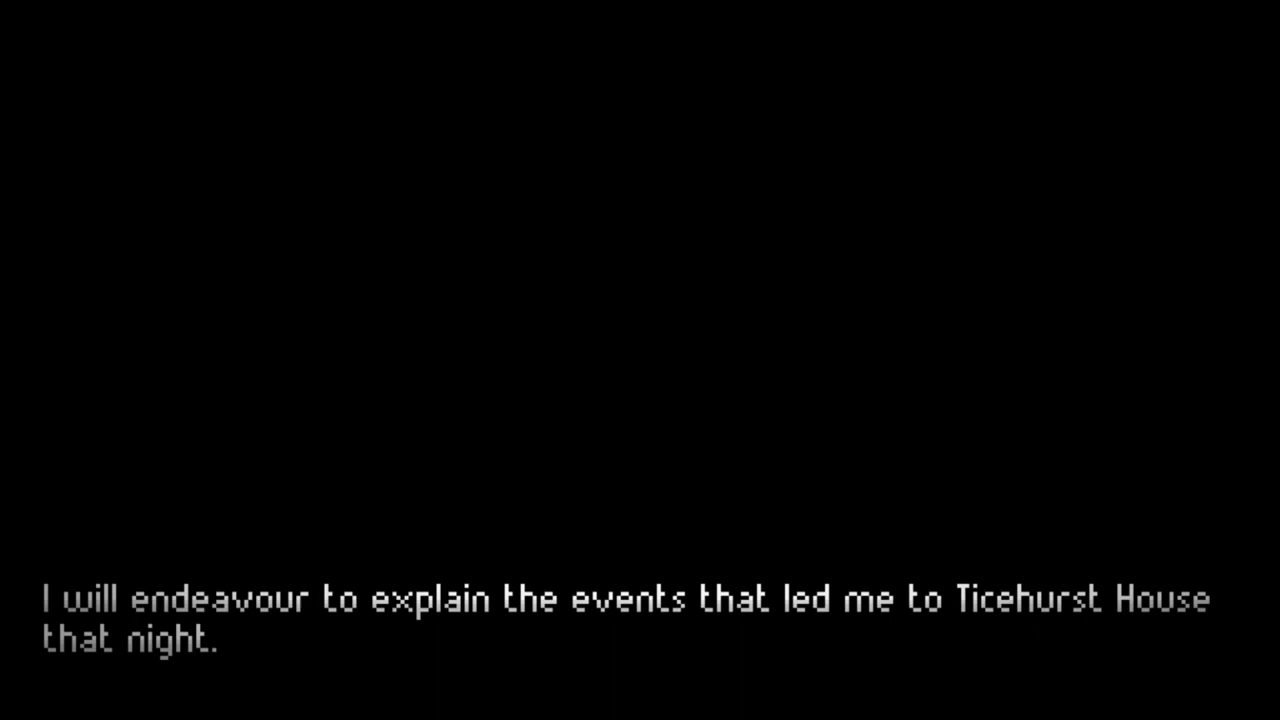 I will endeavour to explain the events that led me to Ticehurst House
that night.